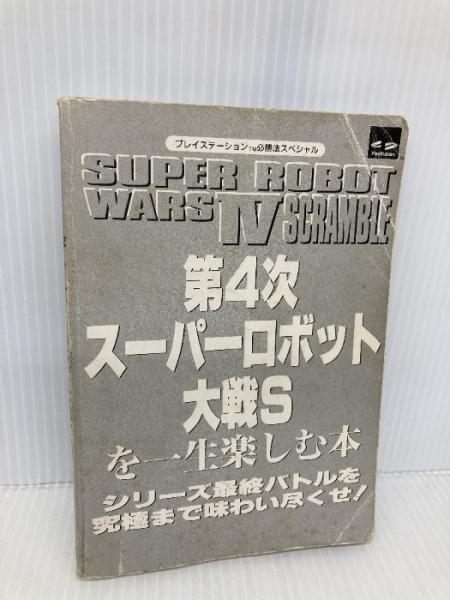 プレイステーションTM必勝法スペシャル
PlayStation
SUPER ROBOT
WARS IV SCRAMBLE
第4次
スーパーロボット
大戦S
を一生楽しむ本
シリーズ最終バトルを
究極まで味わい尽くせ!